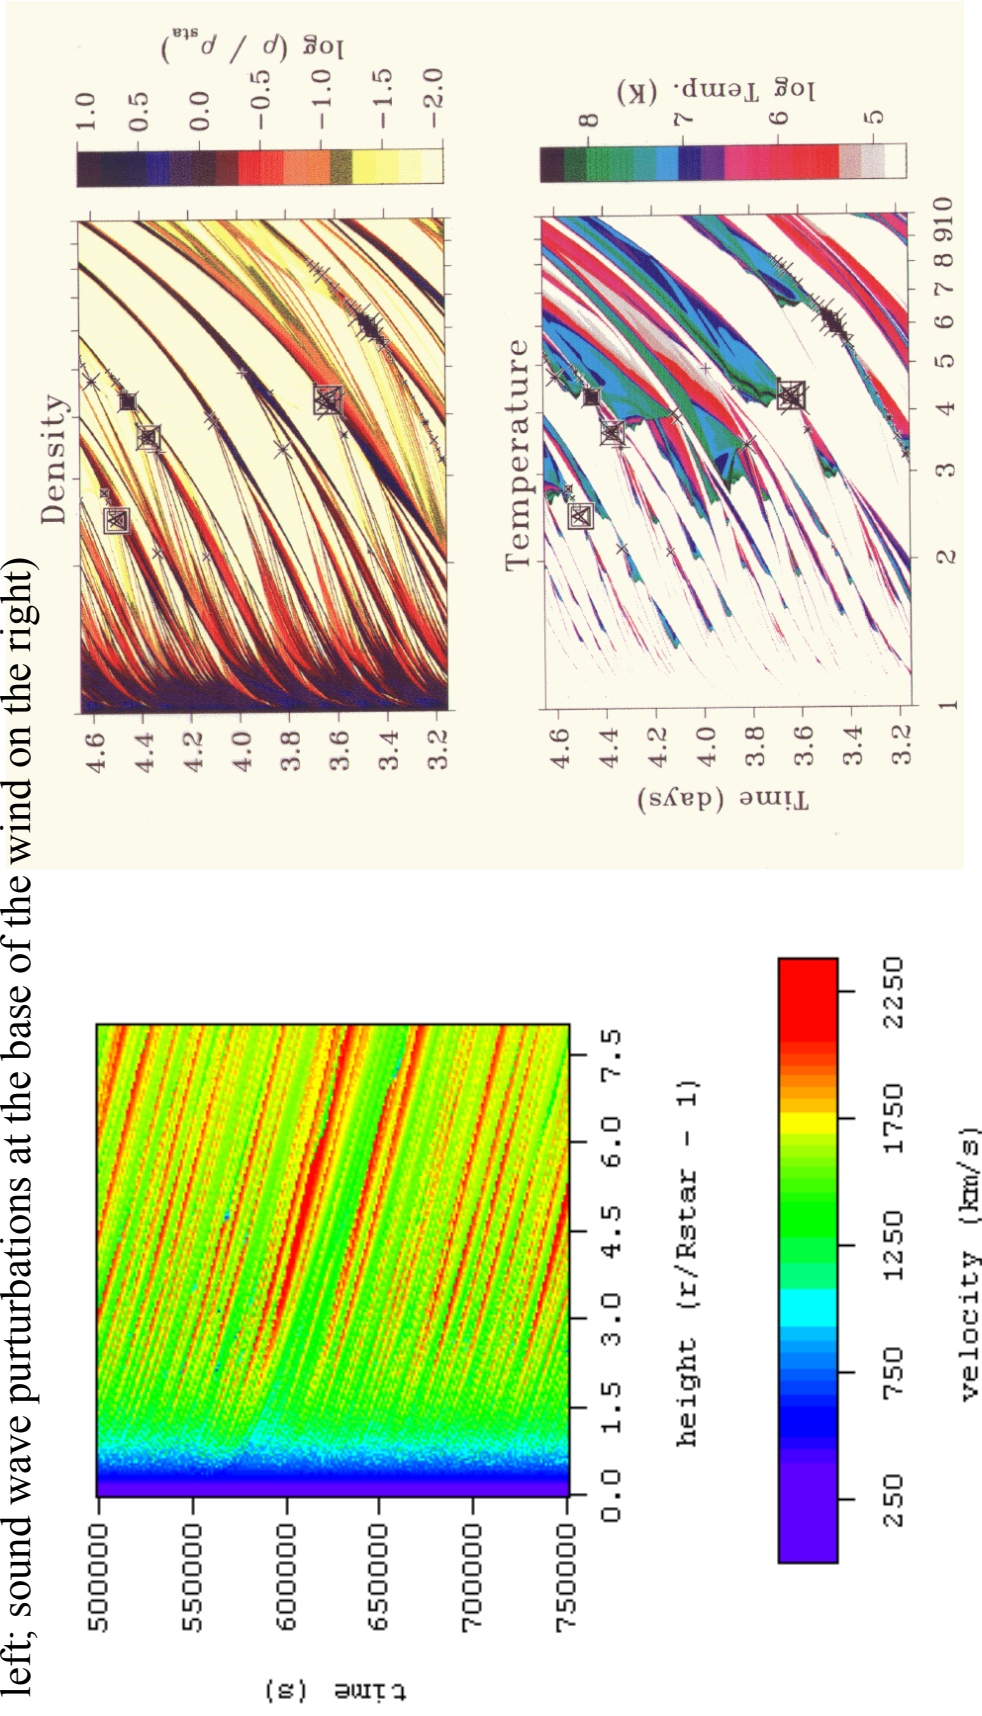 left; sound wave purturbations at the base of the wind on the right)
500000
550000
600000
650000
700000
750000
time (s)
0.0 1.5 3.0 4.5 6.0 7.5
height (r/Rstar - 1)
250 750 1250 1750 2250
velocity (km/s)
Density
4.6
4.4
4.2
4.0
3.8
3.6
3.4
3.2
1.0
0.5
0.0
-0.5
-1.0
-1.5
-2.0
log (ρ / ρsta)
Temperature
4.6
4.4
4.2
4.0
3.8
3.6
3.4
3.2
Time (days)
1 2 3 4 5 6 7 8 910
8
7
6
5
log Temp. (K)